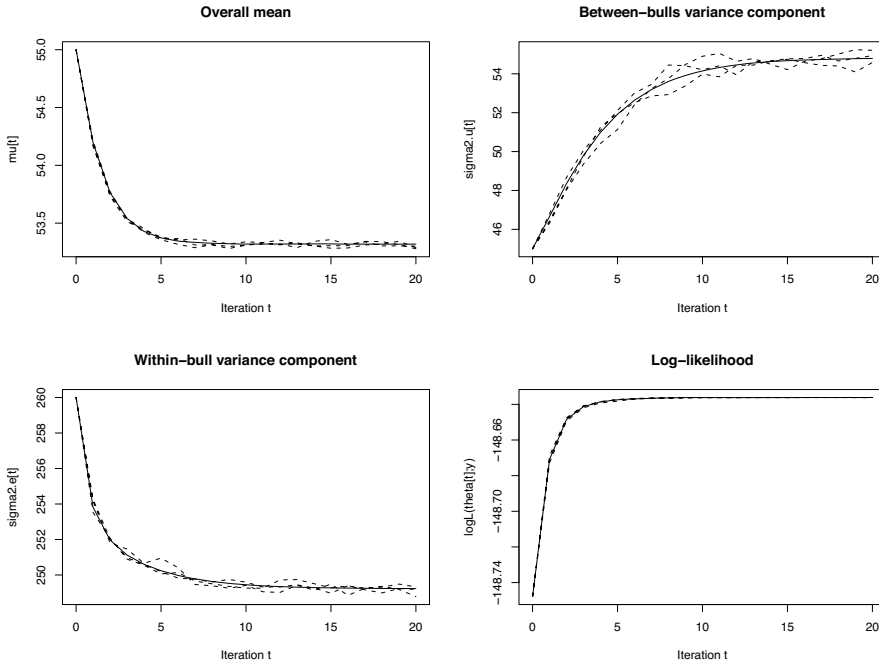 Overall mean
mu[t]
55.0
54.5
54.0
53.5
0 5 10 15 20
Iteration t
Between−bulls variance component
sigma2.u[t]
54
52
50
48
46
0 5 10 15 20
Iteration t
Within−bull variance component
sigma2.e[t]
260
258
256
254
252
250
0 5 10 15 20
Iteration t
Log−likelihood
logL(theta[t];y)
−148.66
−148.70
−148.74
0 5 10 15 20
Iteration t